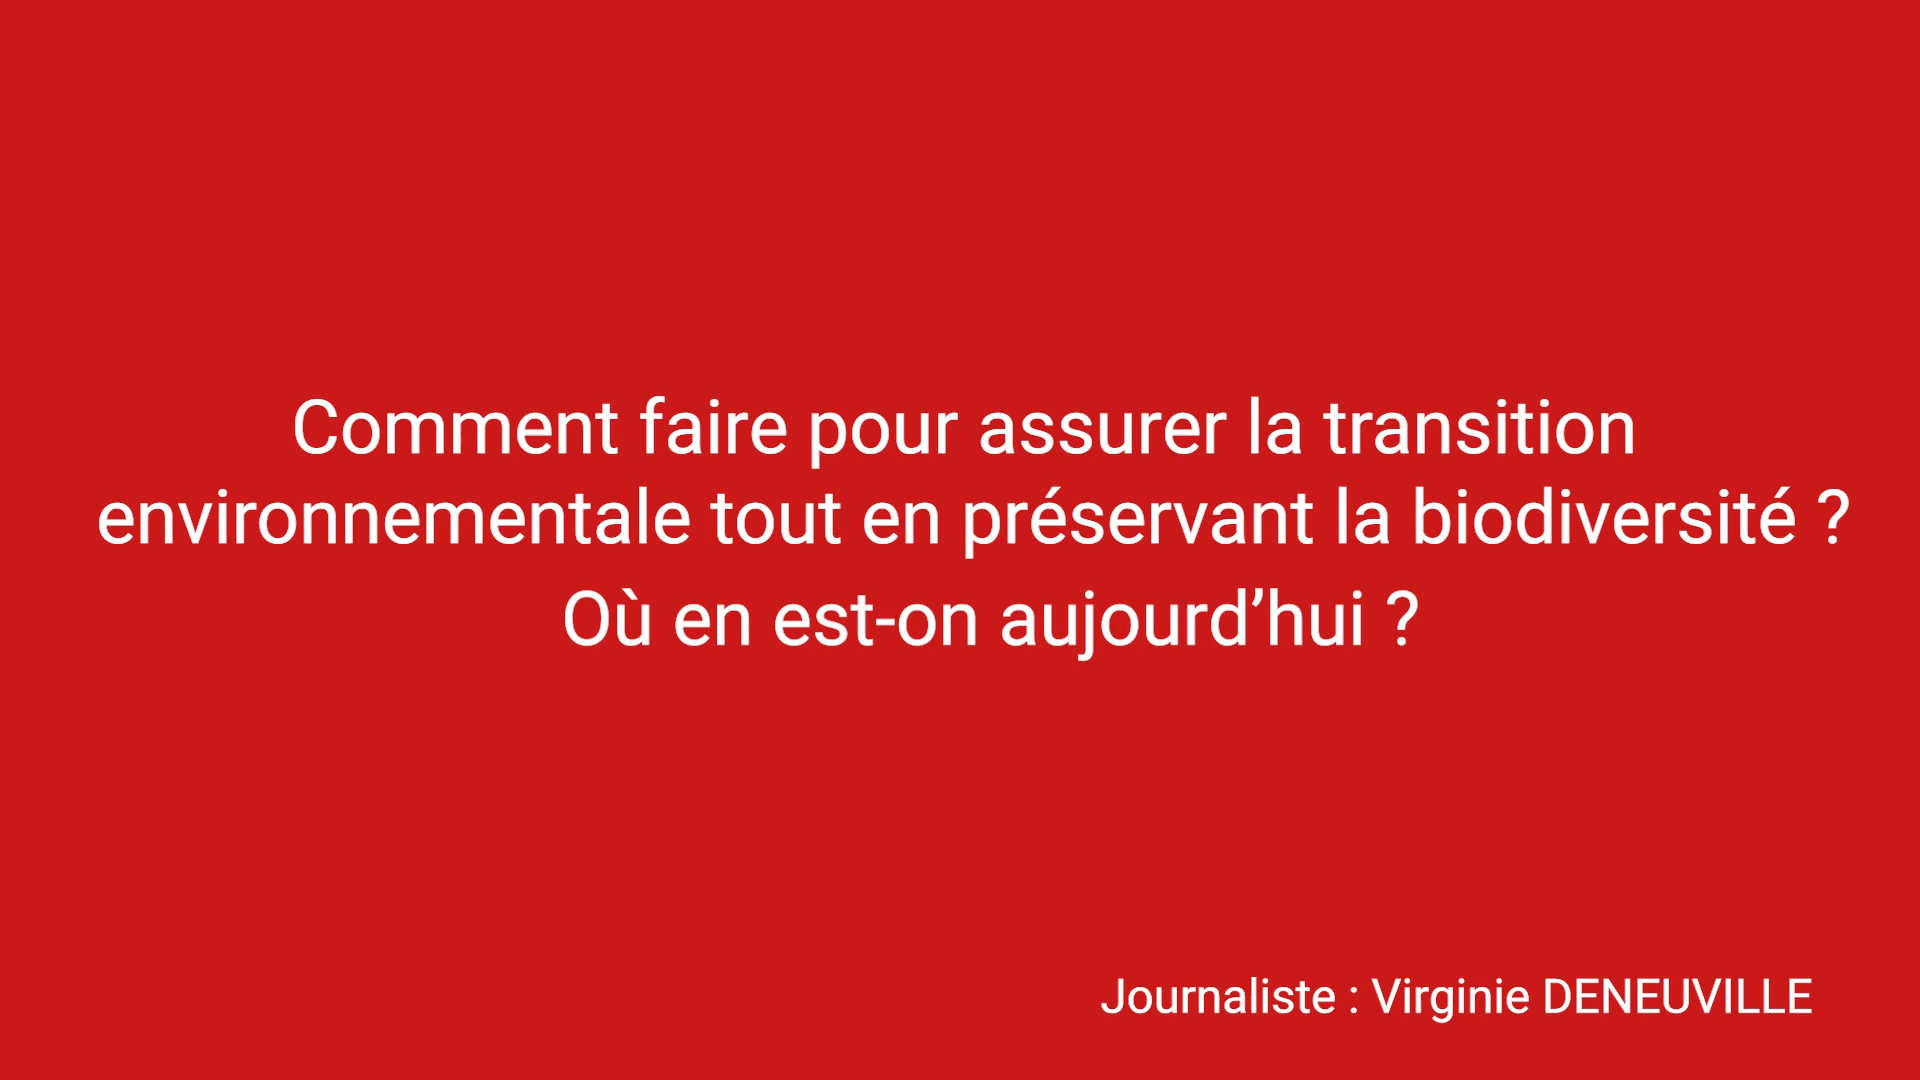 Comment faire pour assurer la transition
environnementale tout en préservant la biodiversité ?
Où en est-on aujourd’hui ?
Journaliste : Virginie DENEUVILLE